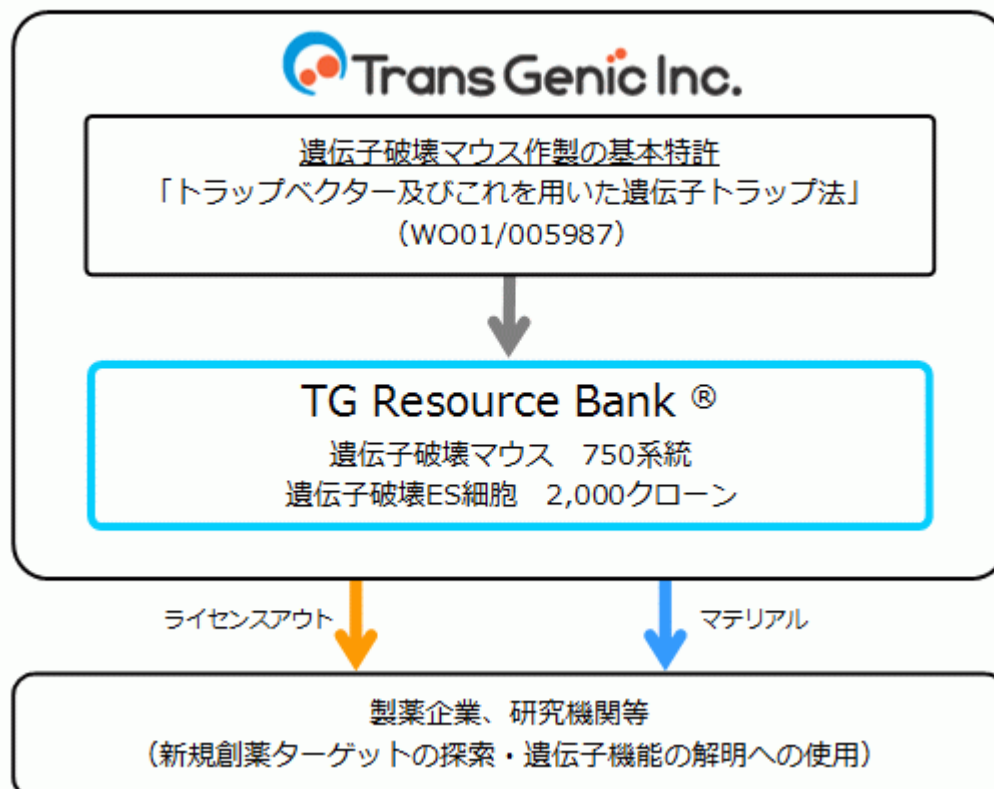 Trans Genic Inc.
遺伝子破壊マウス作製の基本特許
「トラップベクター及びこれを用いた遺伝子トラップ法」
（WO01/005987）
TG Resource Bank ®
遺伝子破壊マウス　750系統
遺伝子破壊ES細胞　2,000クローン
ライセンスアウト
マテリアル
製薬企業、研究機関等
（新規創薬ターゲットの探索・遺伝子機能の解明への使用）